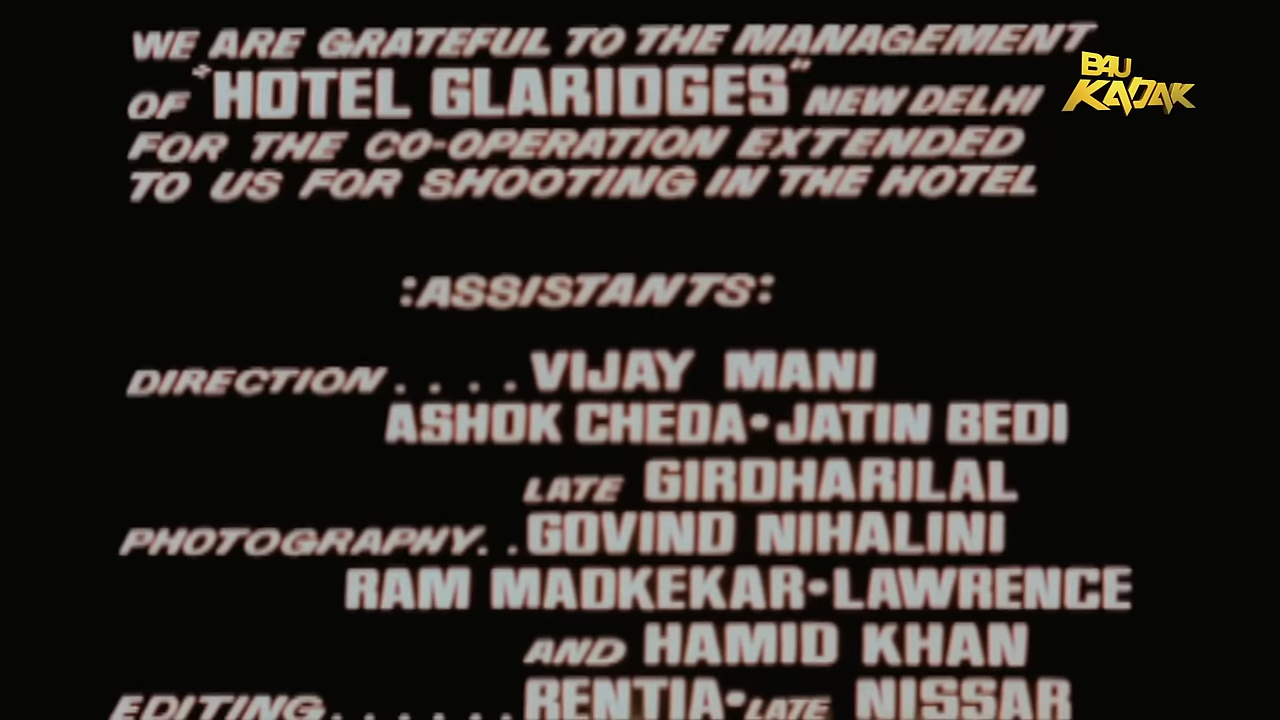 WE ARE GRATEFUL TO THE MANAGEMENT
OF "HOTEL GLARIDGES" NEW DELHI
FOR THE CO-OPERATION EXTENDED
TO US FOR SHOOTING IN THE HOTEL
B4U
KADAK
:ASSISTANTS:
DIRECTION....VIJAY MANI
ASHOK CHEDA•JATIN BEDI
LATE GIRDHARILAL
PHOTOGRAPHY..GOVIND NIHALINI
RAM MADKEKAR•LAWRENCE
AND HAMID KHAN
EDITING......RENTIA•LATE NISSAR